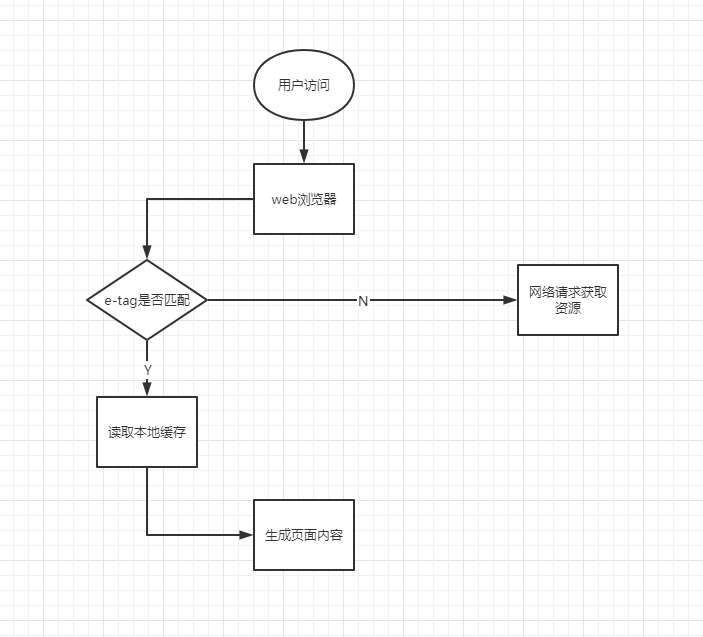 用户访问
web浏览器
e-tag是否匹配
N
网络请求获取
资源
Y
读取本地缓存
生成页面内容